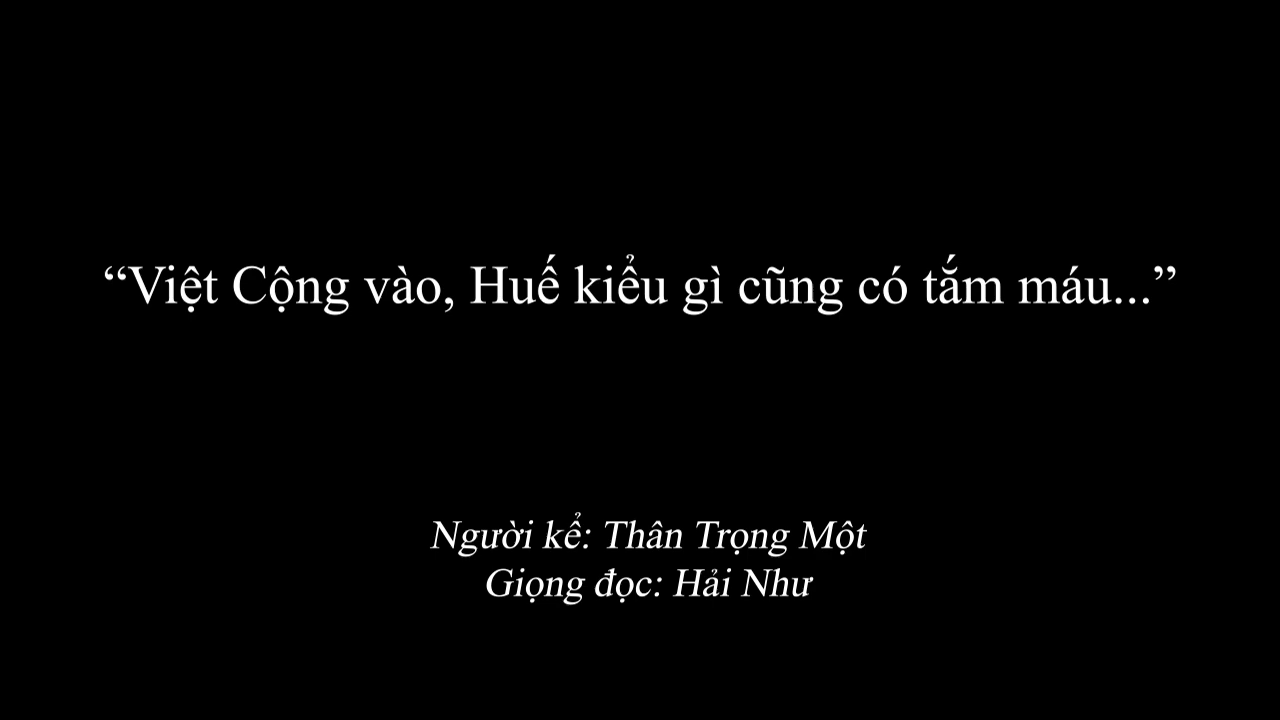 “Việt Cộng vào, Huế kiểu gì cũng có tắm máu...”
Người kể: Thân Trọng Một
Giọng đọc: Hải Như